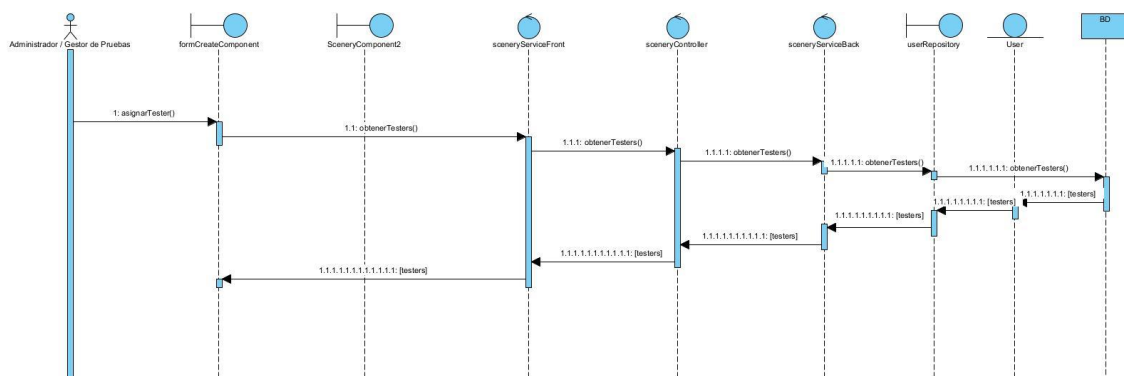 BD
Administrador / Gestor de Pruebas
formCreateComponent
SceneryComponent2
sceneryServiceFront
sceneryController
sceneryServiceBack
userRepository
User
1: asignarTester()
1.1: obtenerTesters()
1.1.1: obtenerTesters()
1.1.1.1: obtenerTesters()
1.1.1.1.1: obtenerTesters()
1.1.1.1.1.1: obtenerTesters()
1.1.1.1.1.1.1: [testers]
1.1.1.1.1.1.1.1: [testers]
1.1.1.1.1.1.1.1.1: [testers]
1.1.1.1.1.1.1.1.1.1: [testers]
1.1.1.1.1.1.1.1.1.1.1: [testers]
1.1.1.1.1.1.1.1.1.1.1.1: [testers]